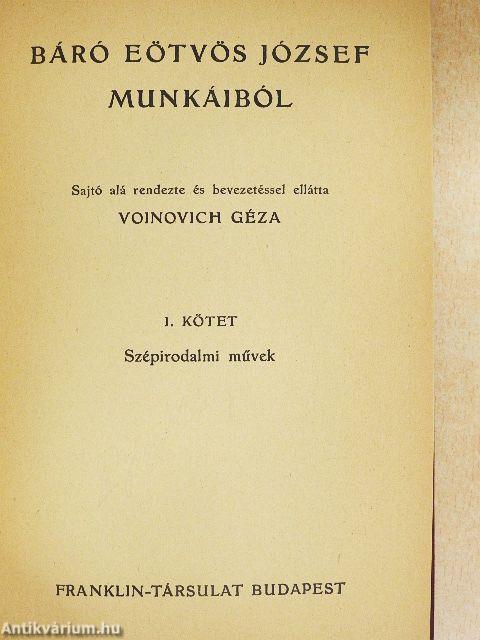 BÁRÓ EÖTVÖS JÓZSEF
MUNKÁIBÓL
Sajtó alá rendezte és bevezetéssel ellátta
VOINOVICH GÉZA
I. KÖTET
Szépirodalmi művek
FRANKLIN-TÁRSULAT BUDAPEST
Antikvárium.hu